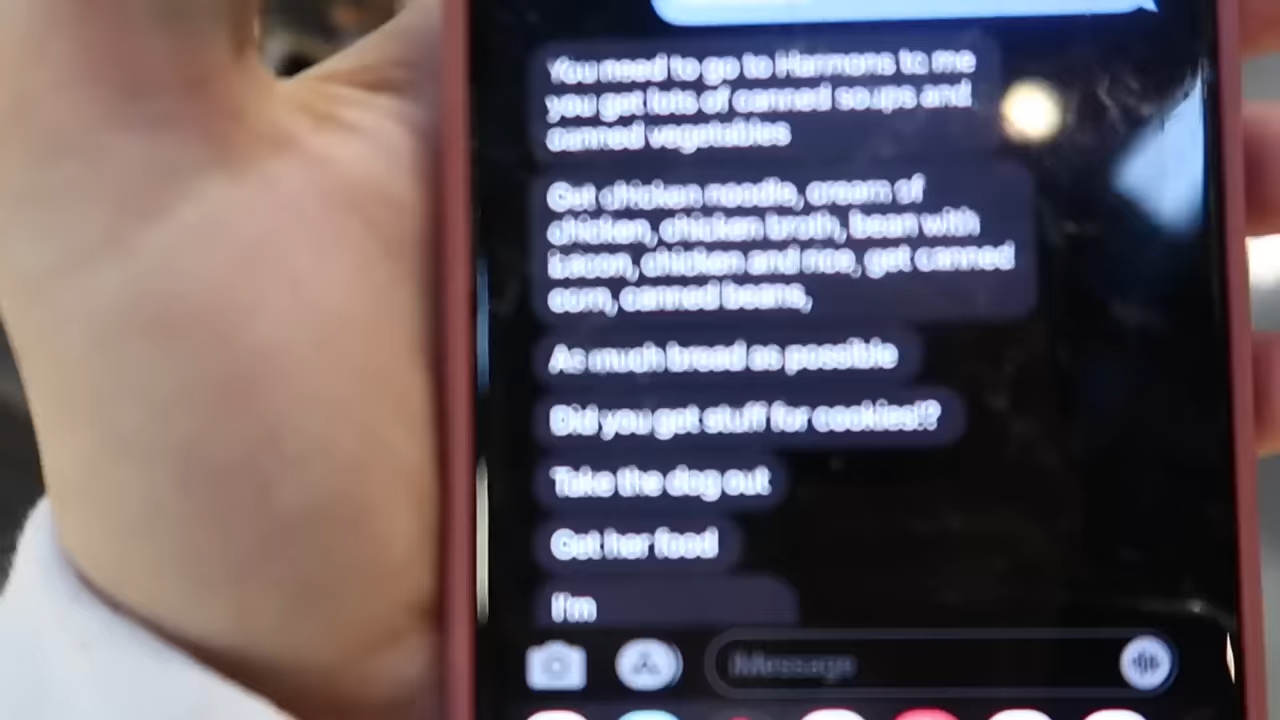 You need to go to Harmons to me
you get lots of canned soups and
canned vegetables
Get chicken noodle, cream of
chicken, chicken broth, bean with
bacon, chicken and rice, get canned
corn, canned beans,
As much bread as possible
Did you get stuff for cookies!?
Take the dog out
Get her food
I'm
iMessage